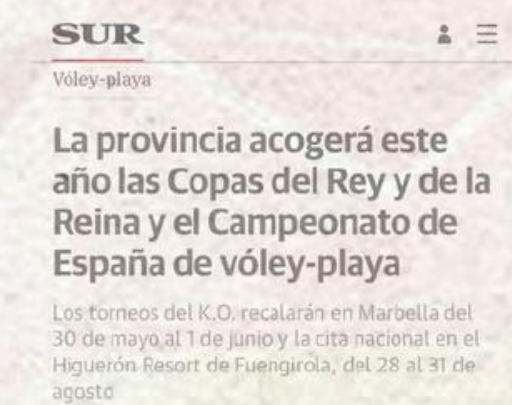 SUR
Vóley-playa
La provincia acogerá este
año las Copas del Rey y de la
Reina y el Campeonato de
España de vóley-playa
Los torneos del K.O. recalarán en Marbella del
30 de mayo al 1 de junio y la cita nacional en el
Higuerón Resort de Fuengirola, del 28 al 31 de
agosto